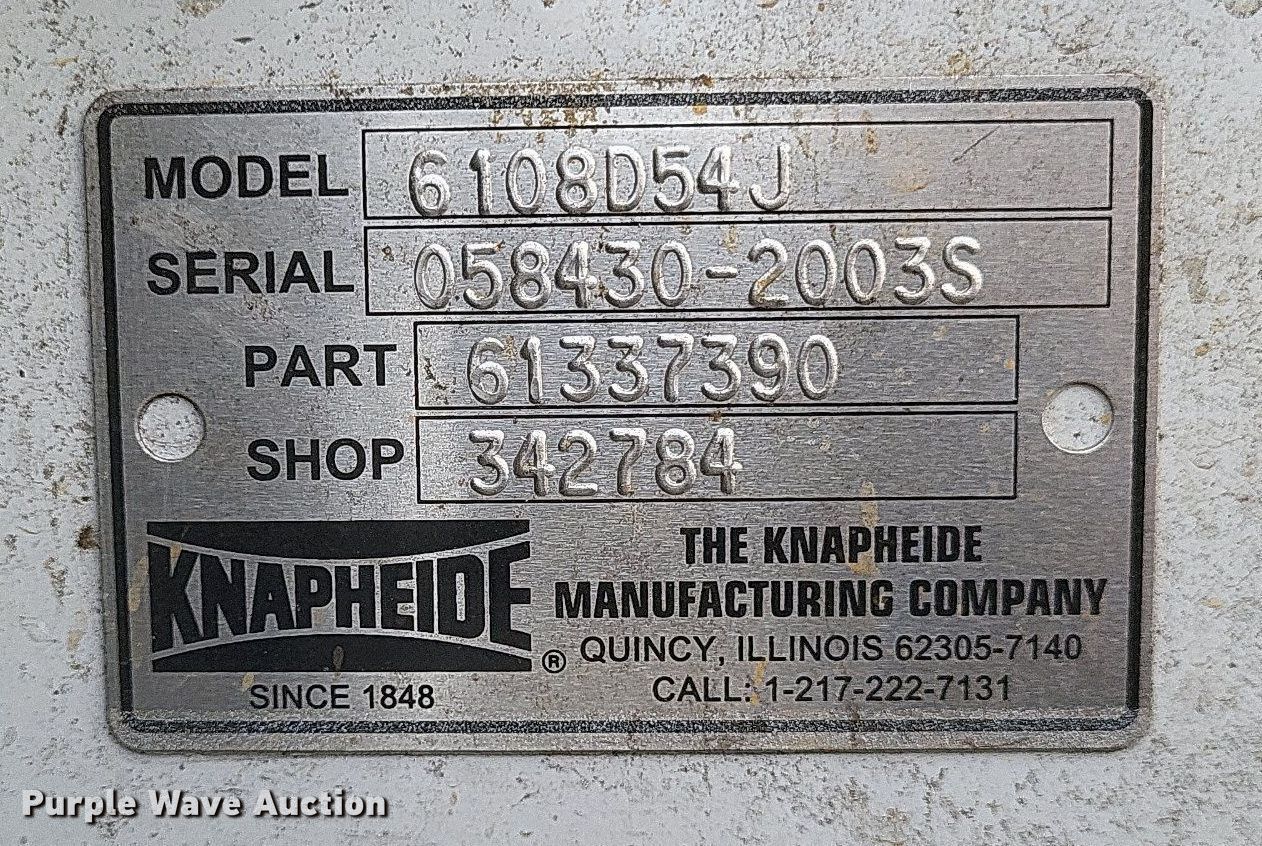 MODEL 6108D54J
SERIAL 058430-2003S
PART 61337390
SHOP 342784
KNAPHEIDE ®
SINCE 1848
THE KNAPHEIDE
MANUFACTURING COMPANY
QUINCY, ILLINOIS 62305-7140
CALL: 1-217-222-7131
Purple Wave Auction